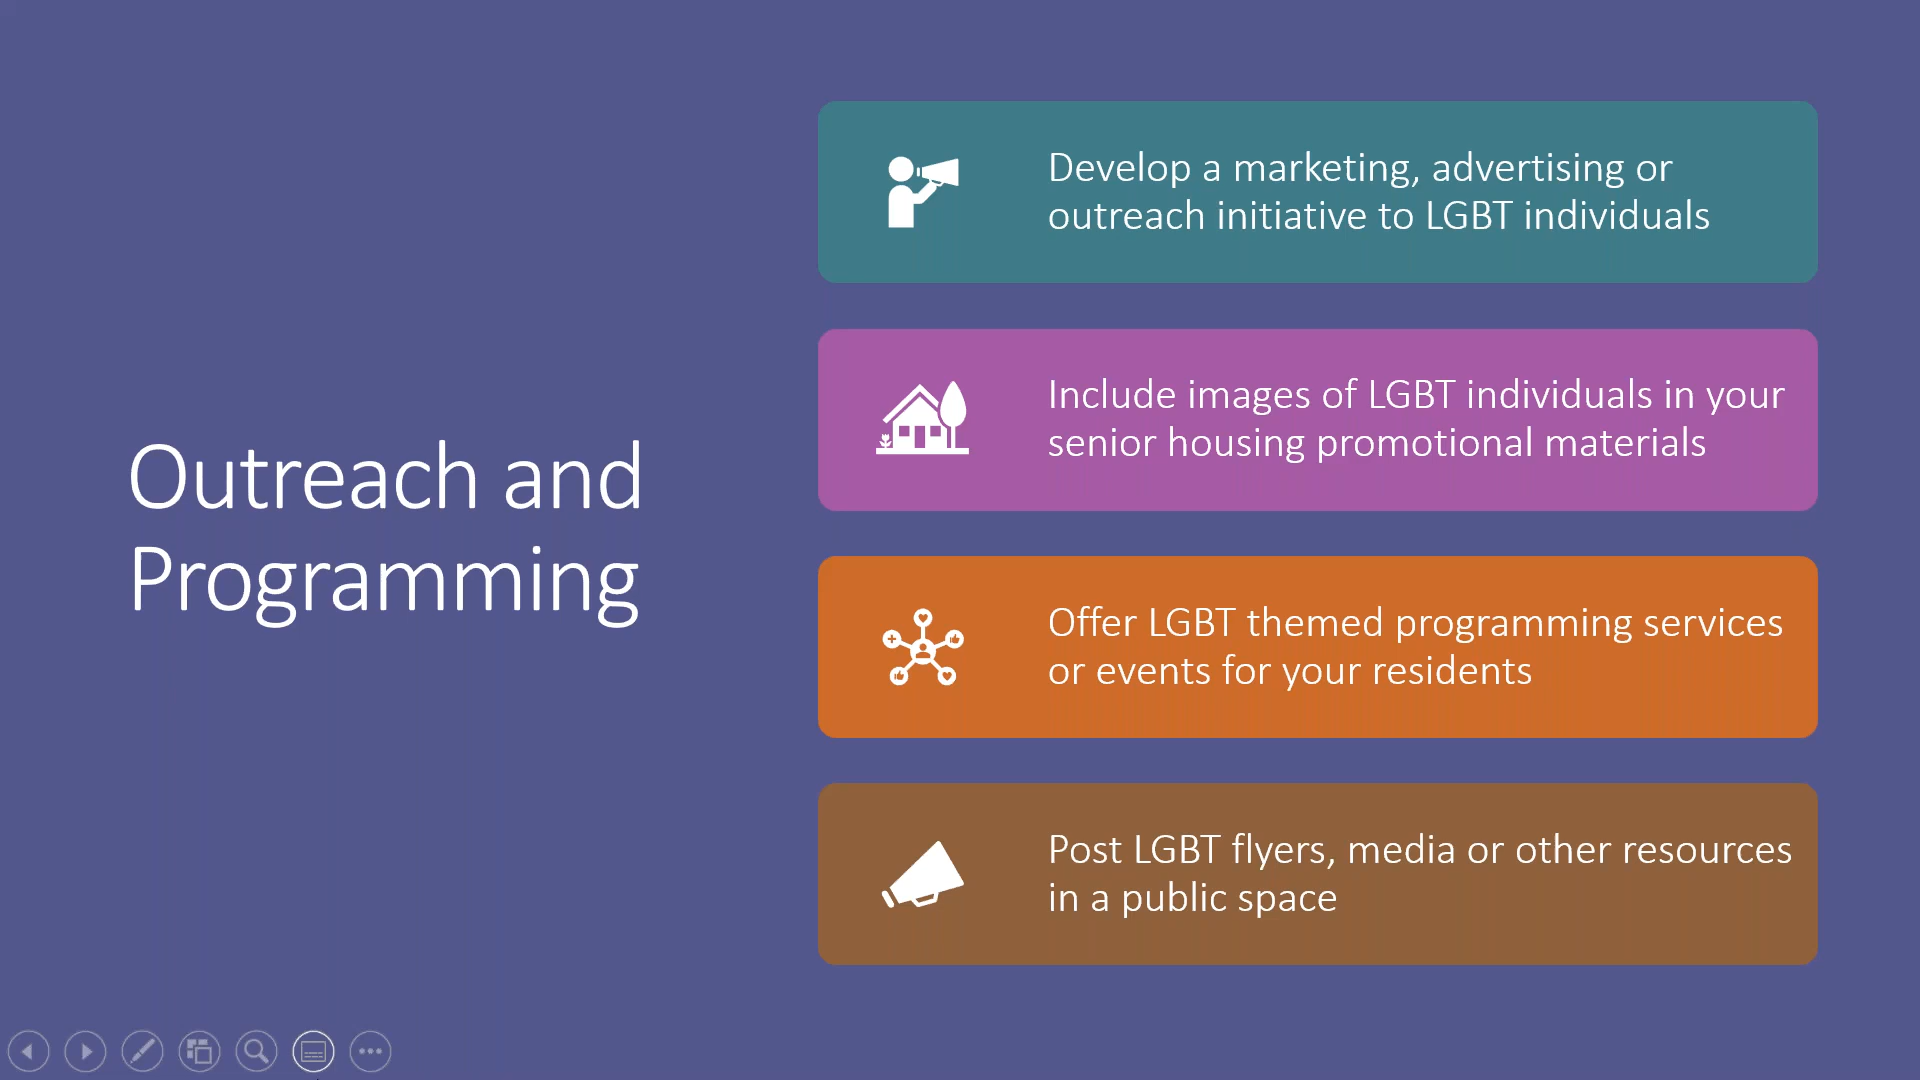 Outreach and
Programming
Develop a marketing, advertising or
outreach initiative to LGBT individuals
Include images of LGBT individuals in your
senior housing promotional materials
Offer LGBT themed programming services
or events for your residents
Post LGBT flyers, media or other resources
in a public space